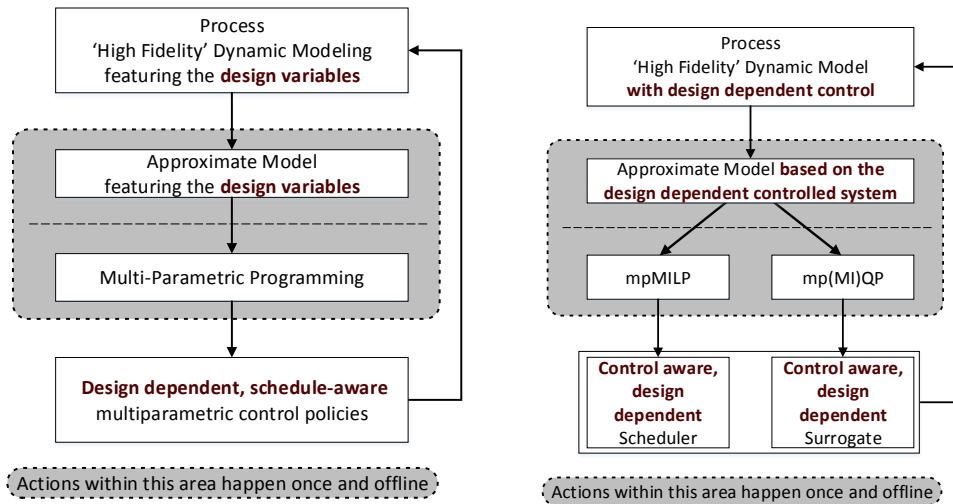 Process
‘High Fidelity’ Dynamic Modeling
featuring the design variables
Approximate Model
featuring the design variables
Multi-Parametric Programming
Design dependent, schedule-aware
multiparametric control policies
Actions within this area happen once and offline
Process
‘High Fidelity’ Dynamic Model
with design dependent control
Approximate Model based on the
design dependent controlled system
mpMILP
mp(MI)QP
Control aware,
design
dependent
Scheduler
Control aware,
design
dependent
Surrogate
Actions within this area happen once and offline